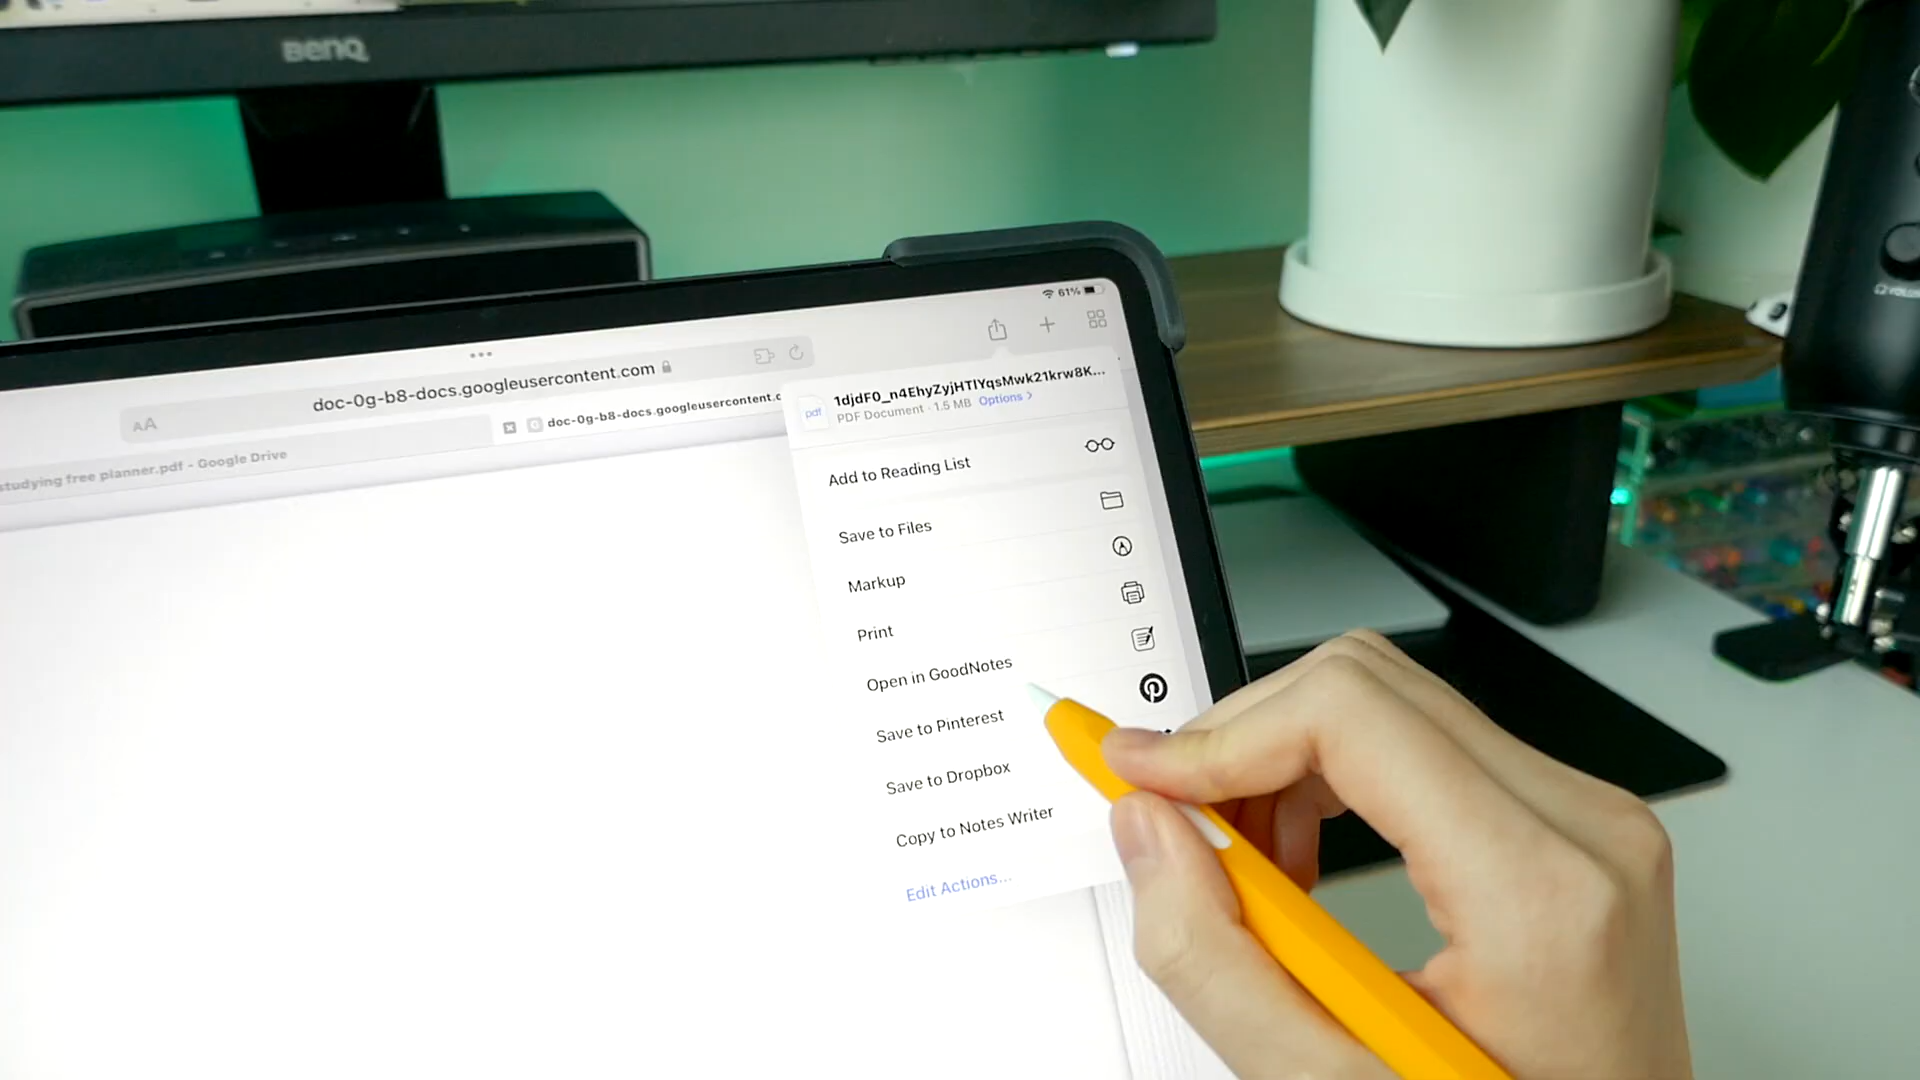 BenQ
61%
AA
doc-0g-b8-docs.googleusercontent.com
studying free planner.pdf - Google Drive
doc-0g-b8-docs.googleusercontent.c
pdf
1djdF0_n4EhyZyjHTIYqsMwk21krw8K...
PDF Document · 1.5 MB Options >
Add to Reading List
Save to Files
Markup
Print
Open in GoodNotes
Save to Pinterest
Save to Dropbox
Copy to Notes Writer
Edit Actions...